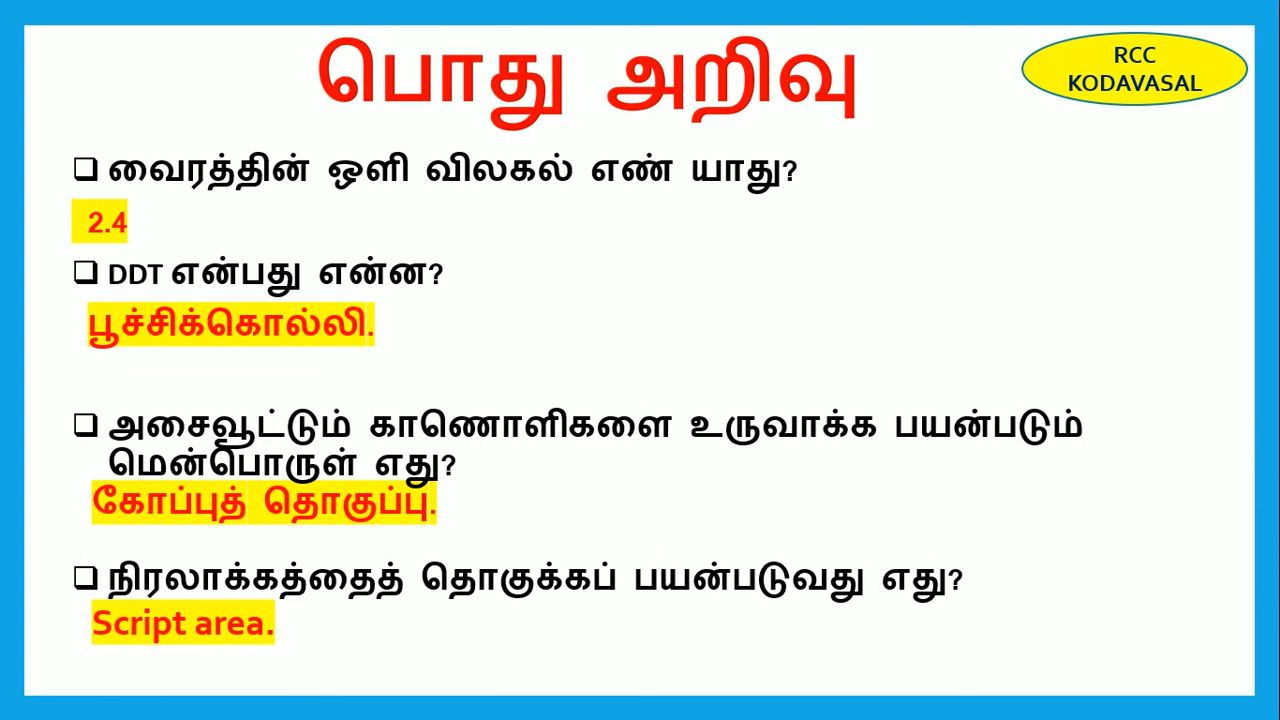 பொது அறிவு
RCC
KODAVASAL
வைரத்தின் ஒளி விலகல் எண் யாது?
2.4
DDT என்பது என்ன?
பூச்சிக்கொல்லி.
அசைவூட்டும் காணொளிகளை உருவாக்க பயன்படும்
மென்பொருள் எது?
கோப்புத் தொகுப்பு.
நிரலாக்கத்தைத் தொகுக்கப் பயன்படுவது எது?
Script area.